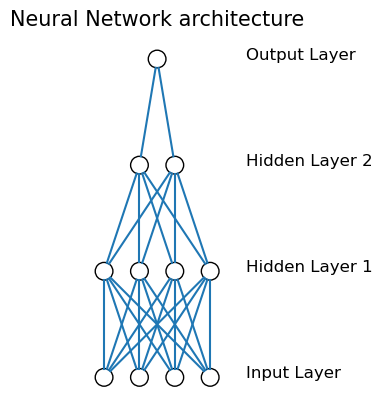 Neural Network architecture
Output Layer
Hidden Layer 2
Hidden Layer 1
Input Layer